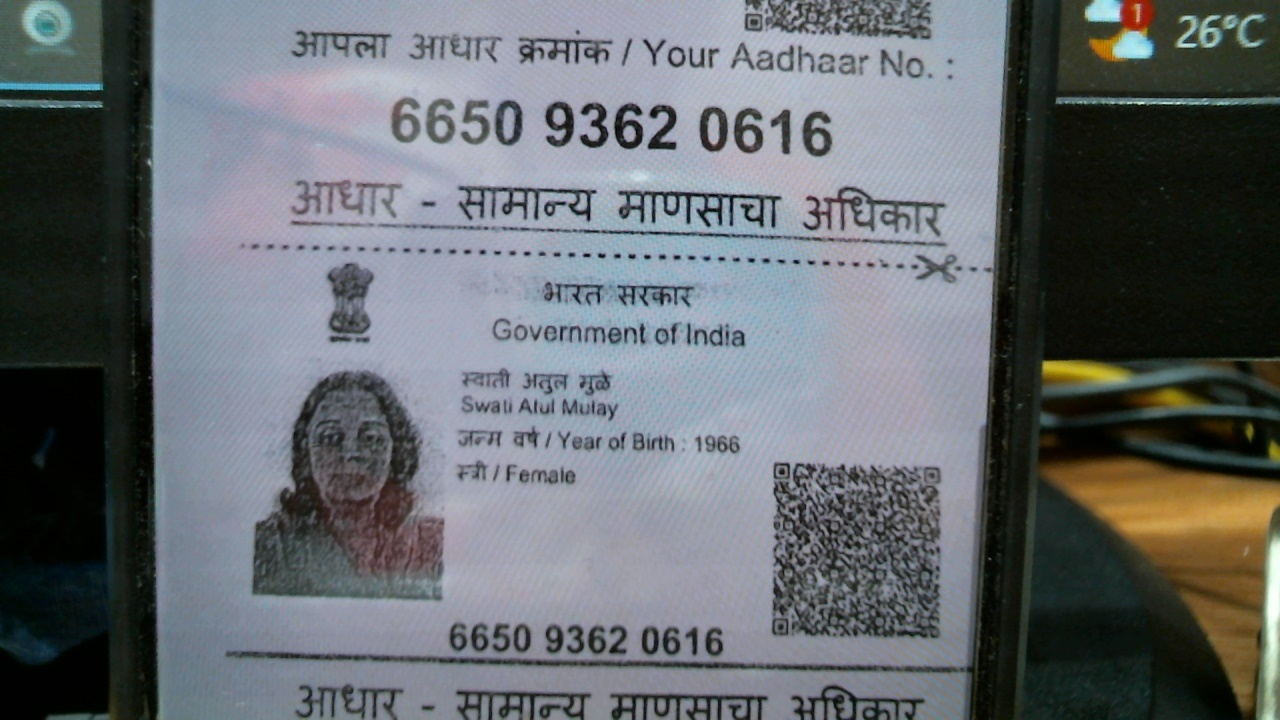 आपला आधार क्रमांक / Your Aadhaar No. :
6650 9362 0616
आधार - सामान्य माणसाचा अधिकार
भारत सरकार
Government of India
स्वाती अतुल मुळे
Swati Atul Mulay
जन्म वर्ष / Year of Birth : 1966
स्त्री / Female
6650 9362 0616
आधार - सामान्य माणसाचा अधिकार
1
26°C